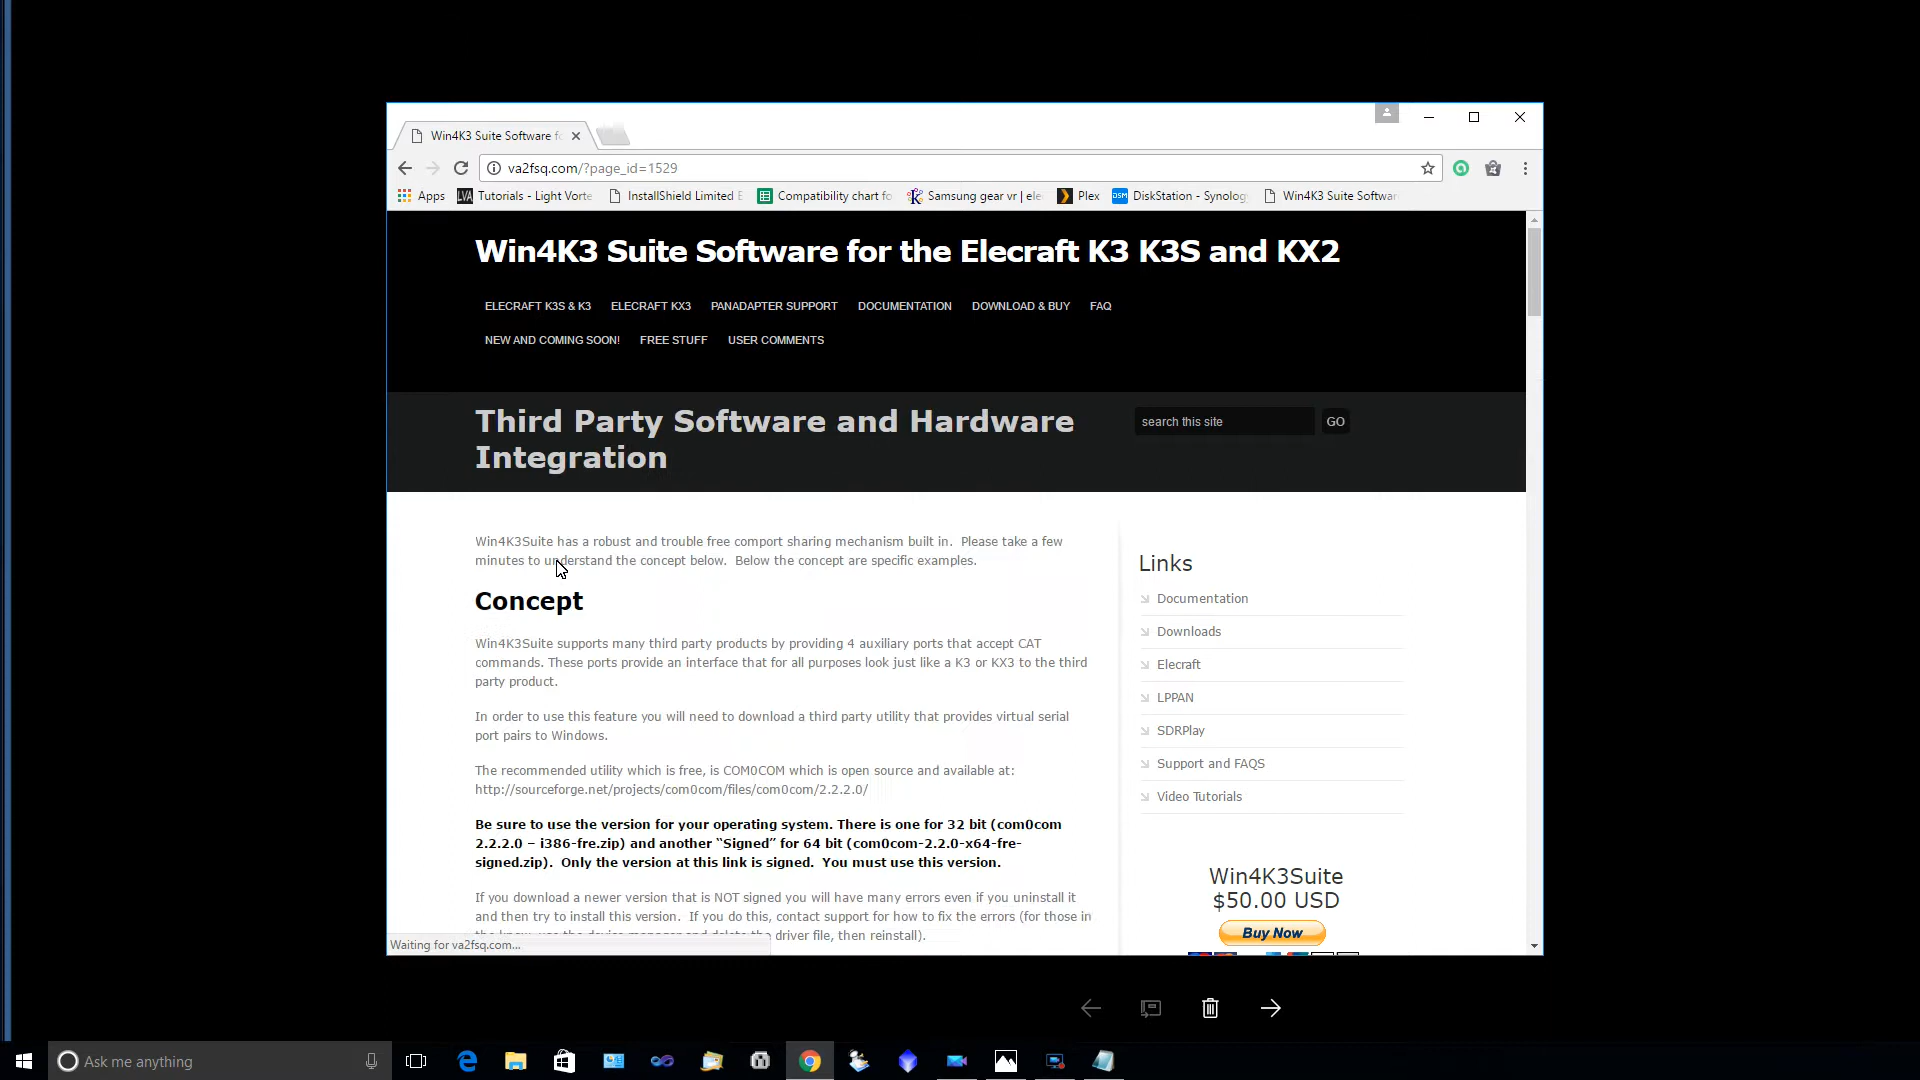 Win4K3 Suite Software fo
va2fsq.com/?page_id=1529
Apps
LVA
Tutorials - Light Vorte
InstallShield Limited E
Compatibility chart fo
Samsung gear vr | ele
Plex
DSM
DiskStation - Synology
Win4K3 Suite Softwar
Win4K3 Suite Software for the Elecraft K3 K3S and KX2
ELECRAFT K3S & K3
ELECRAFT KX3
PANADAPTER SUPPORT
DOCUMENTATION
DOWNLOAD & BUY
FAQ
NEW AND COMING SOON!
FREE STUFF
USER COMMENTS
Third Party Software and Hardware
Integration
search this site
GO
Win4K3Suite has a robust and trouble free comport sharing mechanism built in. Please take a few
minutes to understand the concept below. Below the concept are specific examples.
Concept
Win4K3Suite supports many third party products by providing 4 auxiliary ports that accept CAT
commands. These ports provide an interface that for all purposes look just like a K3 or KX3 to the third
party product.
In order to use this feature you will need to download a third party utility that provides virtual serial
port pairs to Windows.
The recommended utility which is free, is COM0COM which is open source and available at:
http://sourceforge.net/projects/com0com/files/com0com/2.2.2.0/
Be sure to use the version for your operating system. There is one for 32 bit (com0com
2.2.2.0 – i386-fre.zip) and another “Signed” for 64 bit (com0com-2.2.0-x64-fre-
signed.zip). Only the version at this link is signed. You must use this version.
If you download a newer version that is NOT signed you will have many errors even if you uninstall it
and then try to install this version. If you do this, contact support for how to fix the errors (for those in
driver file, then reinstall).
Links
Documentation
Downloads
Elecraft
LPPAN
SDRPlay
Support and FAQS
Video Tutorials
Win4K3Suite
$50.00 USD
Buy Now
Waiting for va2fsq.com...
Ask me anything